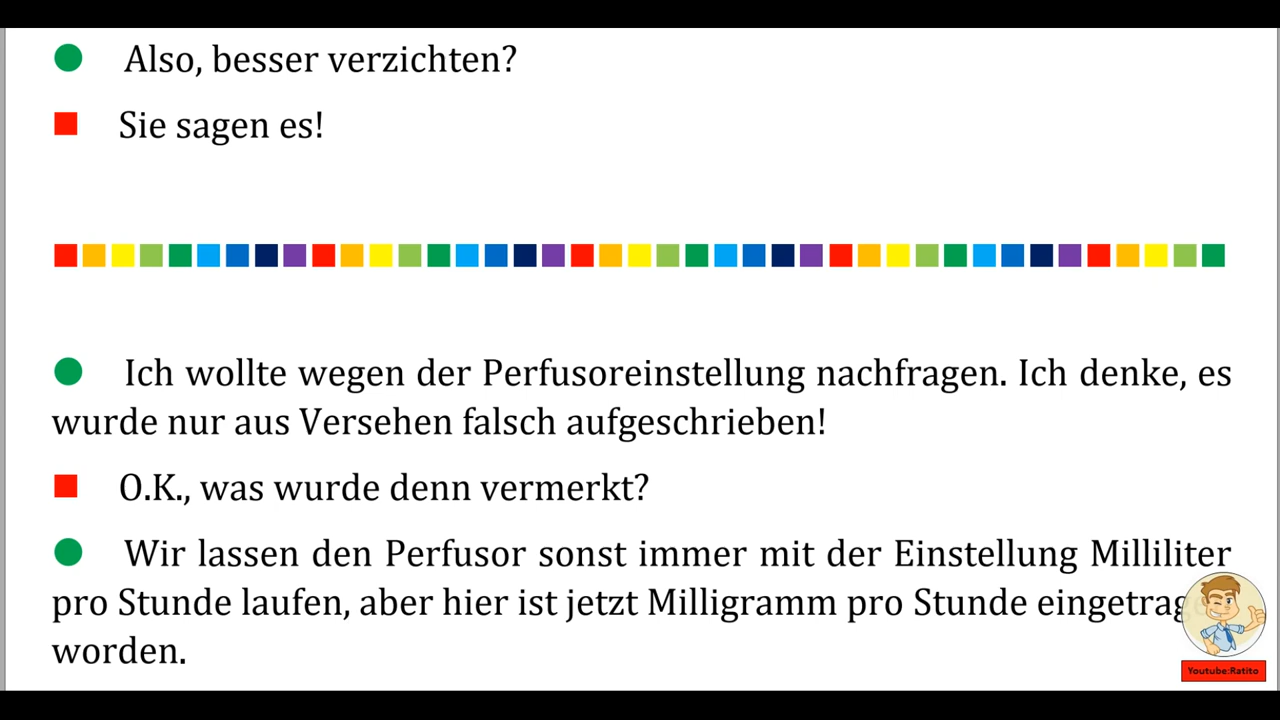 Also, besser verzichten?
Sie sagen es!
Ich wollte wegen der Perfusoreinstellung nachfragen. Ich denke, es
wurde nur aus Versehen falsch aufgeschrieben!
O.K., was wurde denn vermerkt?
Wir lassen den Perfusor sonst immer mit der Einstellung Milliliter
pro Stunde laufen, aber hier ist jetzt Milligramm pro Stunde
worden.
Youtube:Ratito